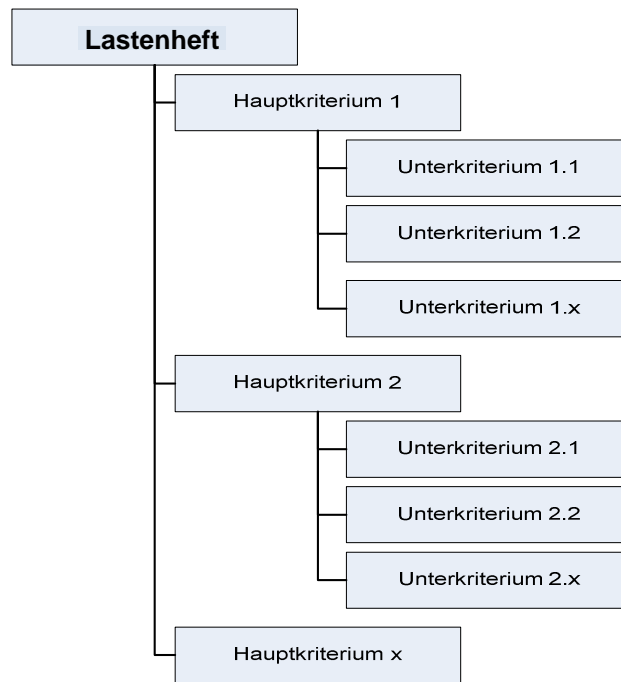 Lastenheft
Hauptkriterium 1
Unterkriterium 1.1
Unterkriterium 1.2
Unterkriterium 1.x
Hauptkriterium 2
Unterkriterium 2.1
Unterkriterium 2.2
Unterkriterium 2.x
Hauptkriterium x